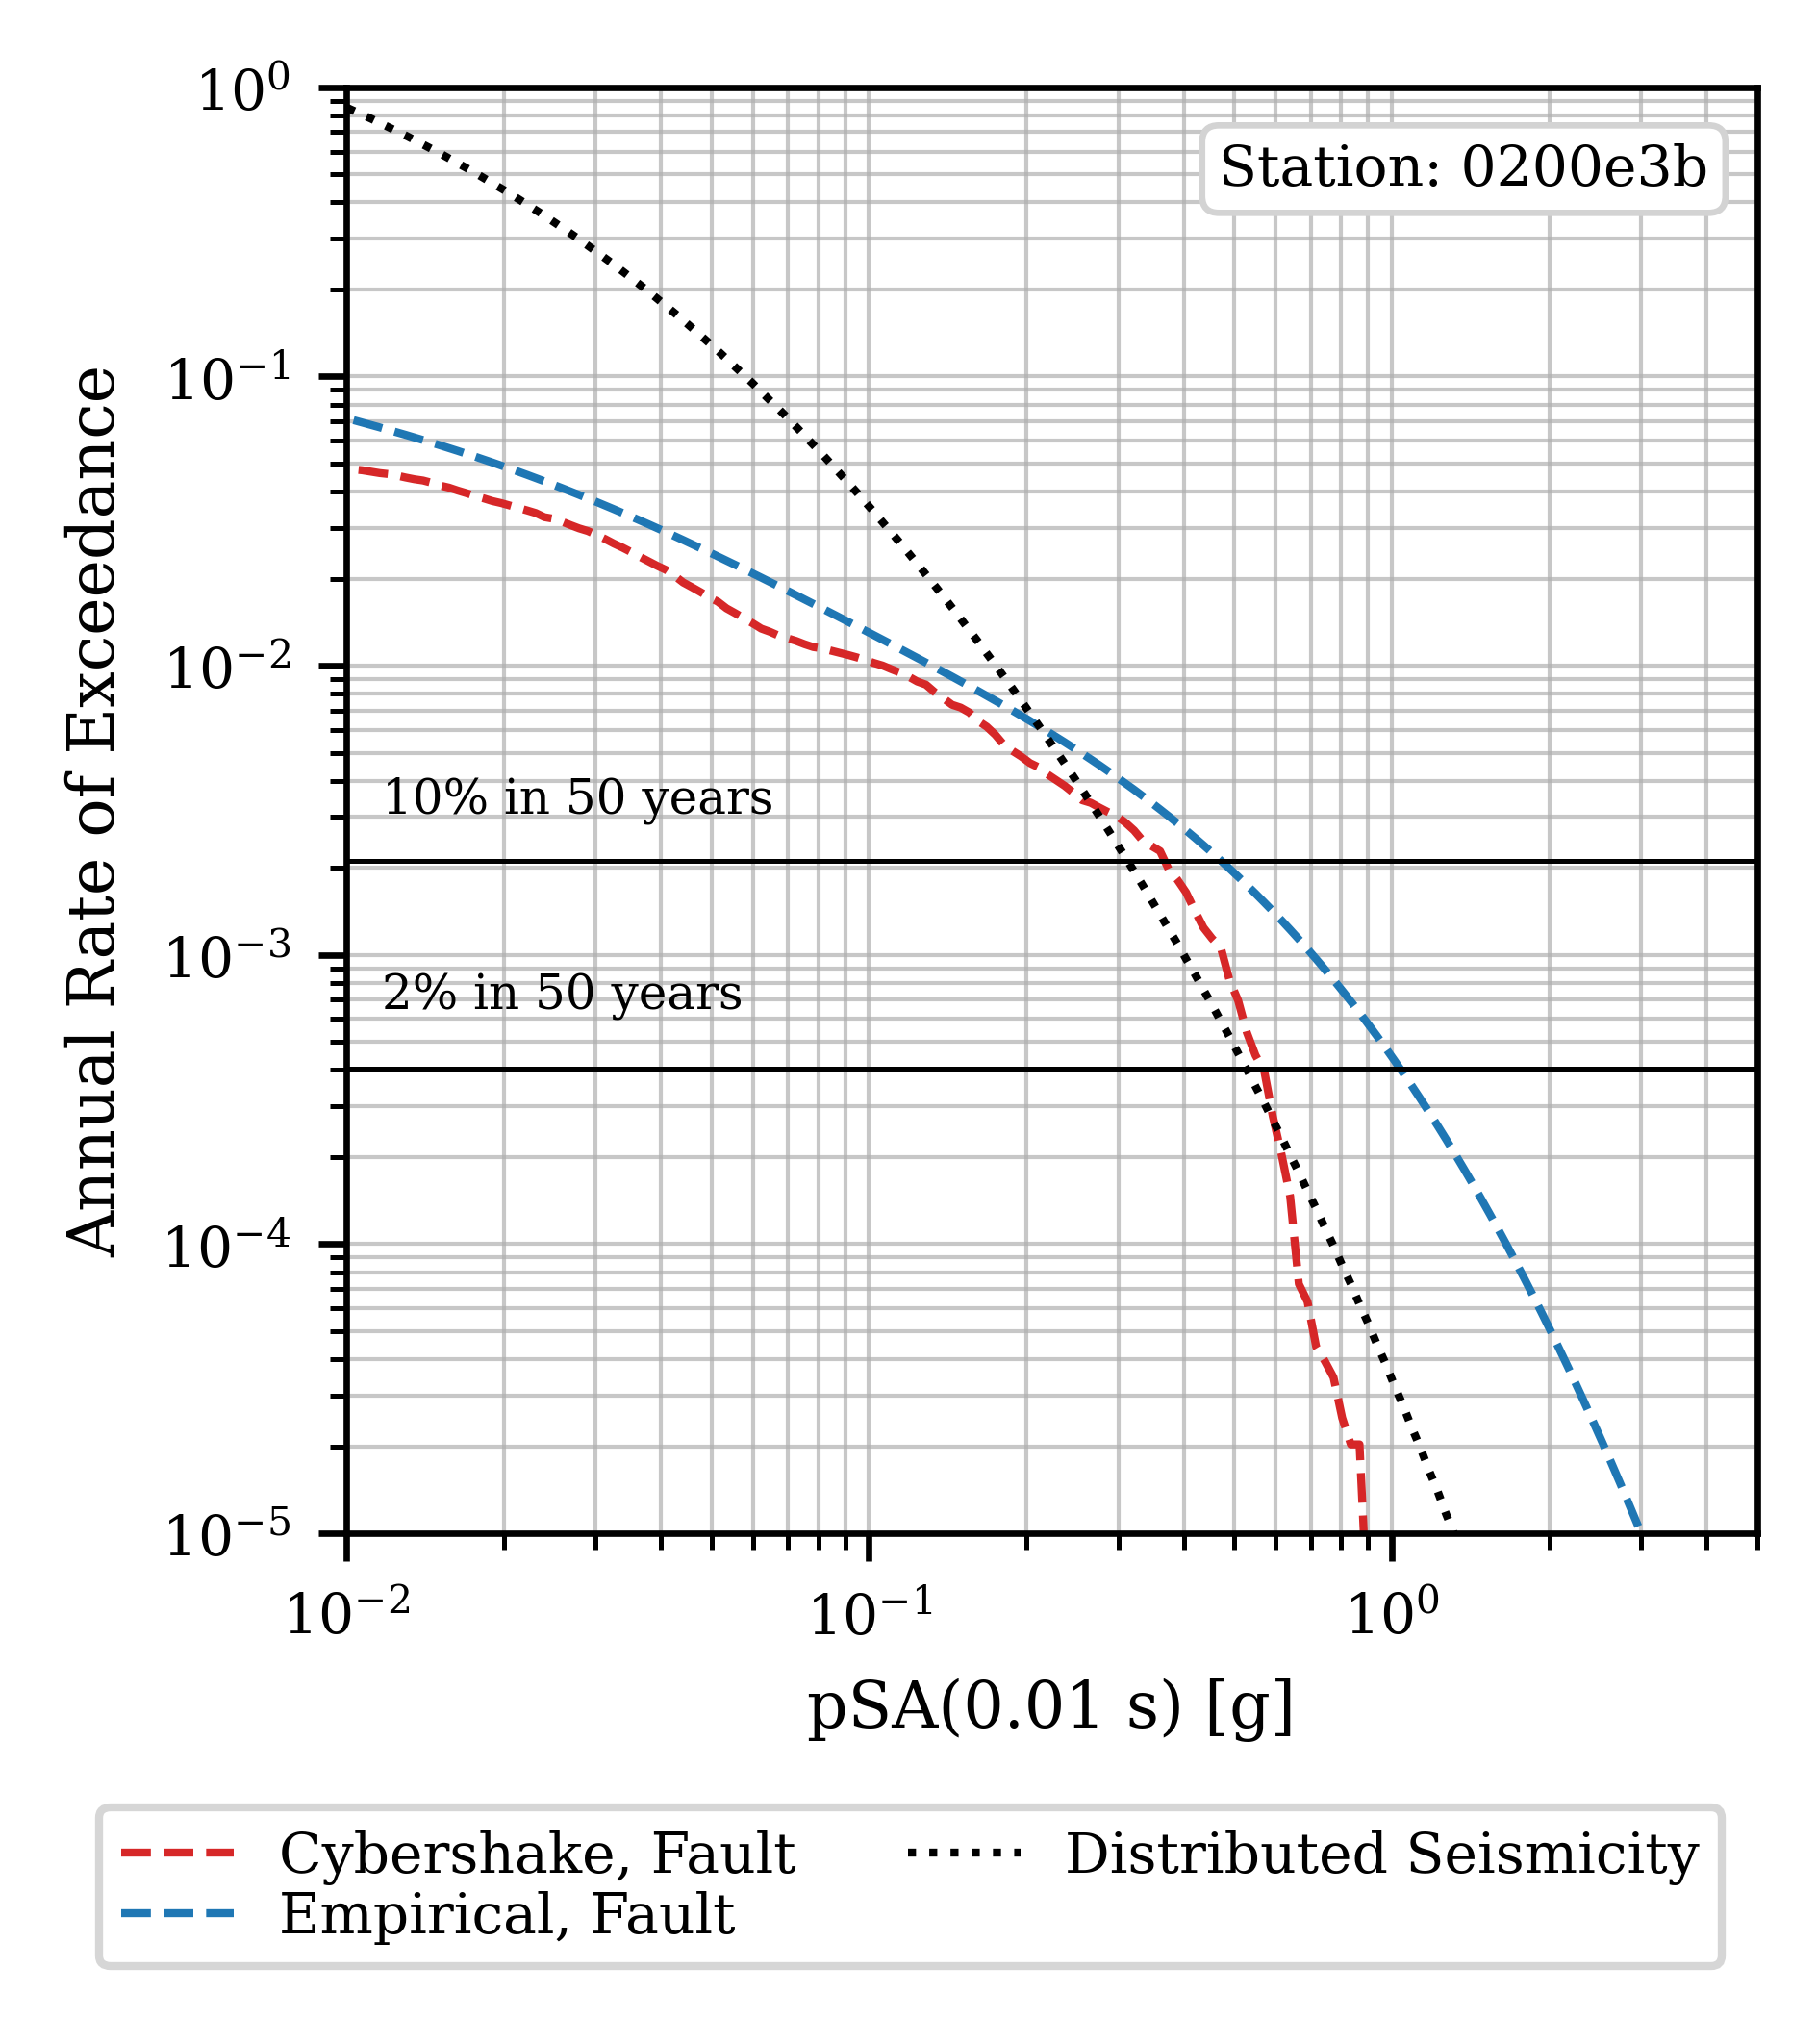 Station: 0200e3b
10⁰
10⁻¹
10⁻²
10⁻³
10⁻⁴
10⁻⁵
Annual Rate of Exceedance
10% in 50 years
2% in 50 years
10⁻² 10⁻¹ 10⁰
pSA(0.01 s) [g]
Cybershake, Fault
Empirical, Fault
Distributed Seismicity